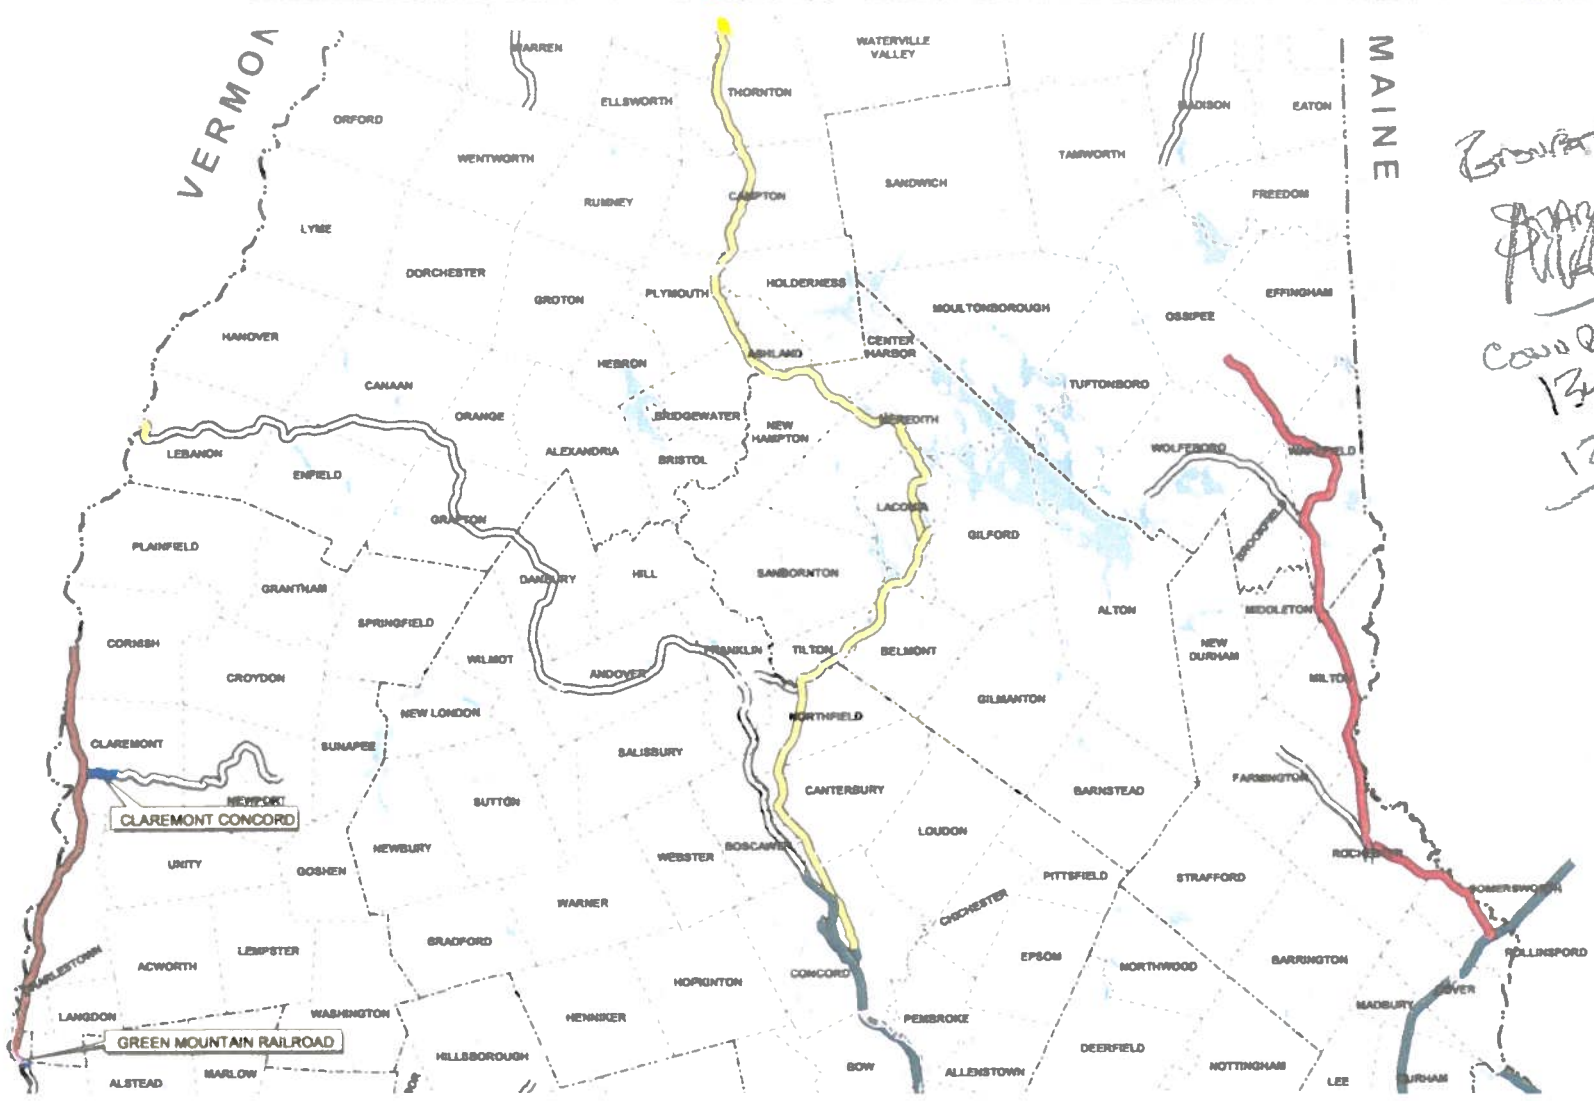 VERMON
MAINE
WARREN
WATERVILLE
VALLEY
ELLSWORTH
THORNTON
MADISON
EATON
ORFORD
WENTWORTH
TAMWORTH
SANDWICH
CAMPTON
FREEDOM
RUMNEY
LYME
DORCHESTER
GROTON
PLYMOUTH
HOLDERNESS
MOULTONBOROUGH
EFFINGHAM
OSSIPEE
HANOVER
CENTER
HARBOR
ASHLAND
HEBRON
CANAAN
TUFTONBORO
ORANGE
BRIDGEWATER
NEW
HAMPTON
MEREDITH
LEBANON
ENFIELD
ALEXANDRIA
BRISTOL
WOLFEBORO
WAKEFIELD
GRAFTON
LACONIA
GILFORD
BROOKFIELD
PLAINFIELD
GRANTHAM
DANBURY
HILL
SANBORNTON
ALTON
MIDDLETON
SPRINGFIELD
CORNISH
CROYDON
WILMOT
ANDOVER
FRANKLIN
TILTON
BELMONT
NEW
DURHAM
MILTON
NEW LONDON
NORTHFIELD
GILMANTON
CLAREMONT
SUNAPEE
SALISBURY
NEWPORT
CLAREMONT CONCORD
SUTTON
CANTERBURY
BARNSTEAD
FARMINGTON
LOUDON
NEWBURY
WEBSTER
BOSCAWEN
ROCHESTER
UNITY
GOSHEN
PITTSFIELD
STRAFFORD
SOMERSWORTH
WARNER
CHICHESTER
BRADFORD
CHARLESTOWN
ACWORTH
LEMPSTER
HOPKINTON
CONCORD
EPSOM
NORTHWOOD
BARRINGTON
ROLLINSFORD
DOVER
MADBURY
LANGDON
WASHINGTON
HENNIKER
PEMBROKE
GREEN MOUNTAIN RAILROAD
HILLSBOROUGH
DEERFIELD
NOTTINGHAM
ALSTEAD
MARLOW
BOW
ALLENSTOWN
LEE
DURHAM